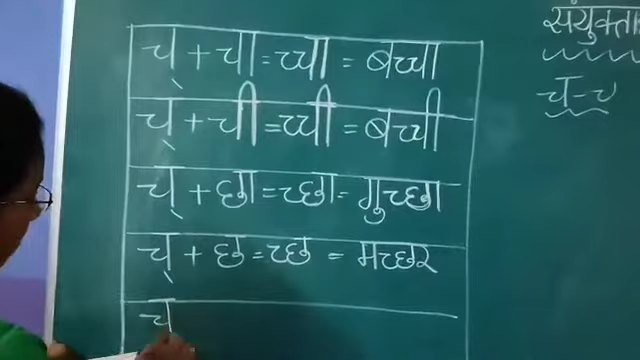 संयुक्ता
च - च
च् + चा = च्चा = बच्चा
च् + ची = च्ची = बच्ची
च् + छा = च्छा = गुच्छा
च् + छ = च्छ = मच्छर
च